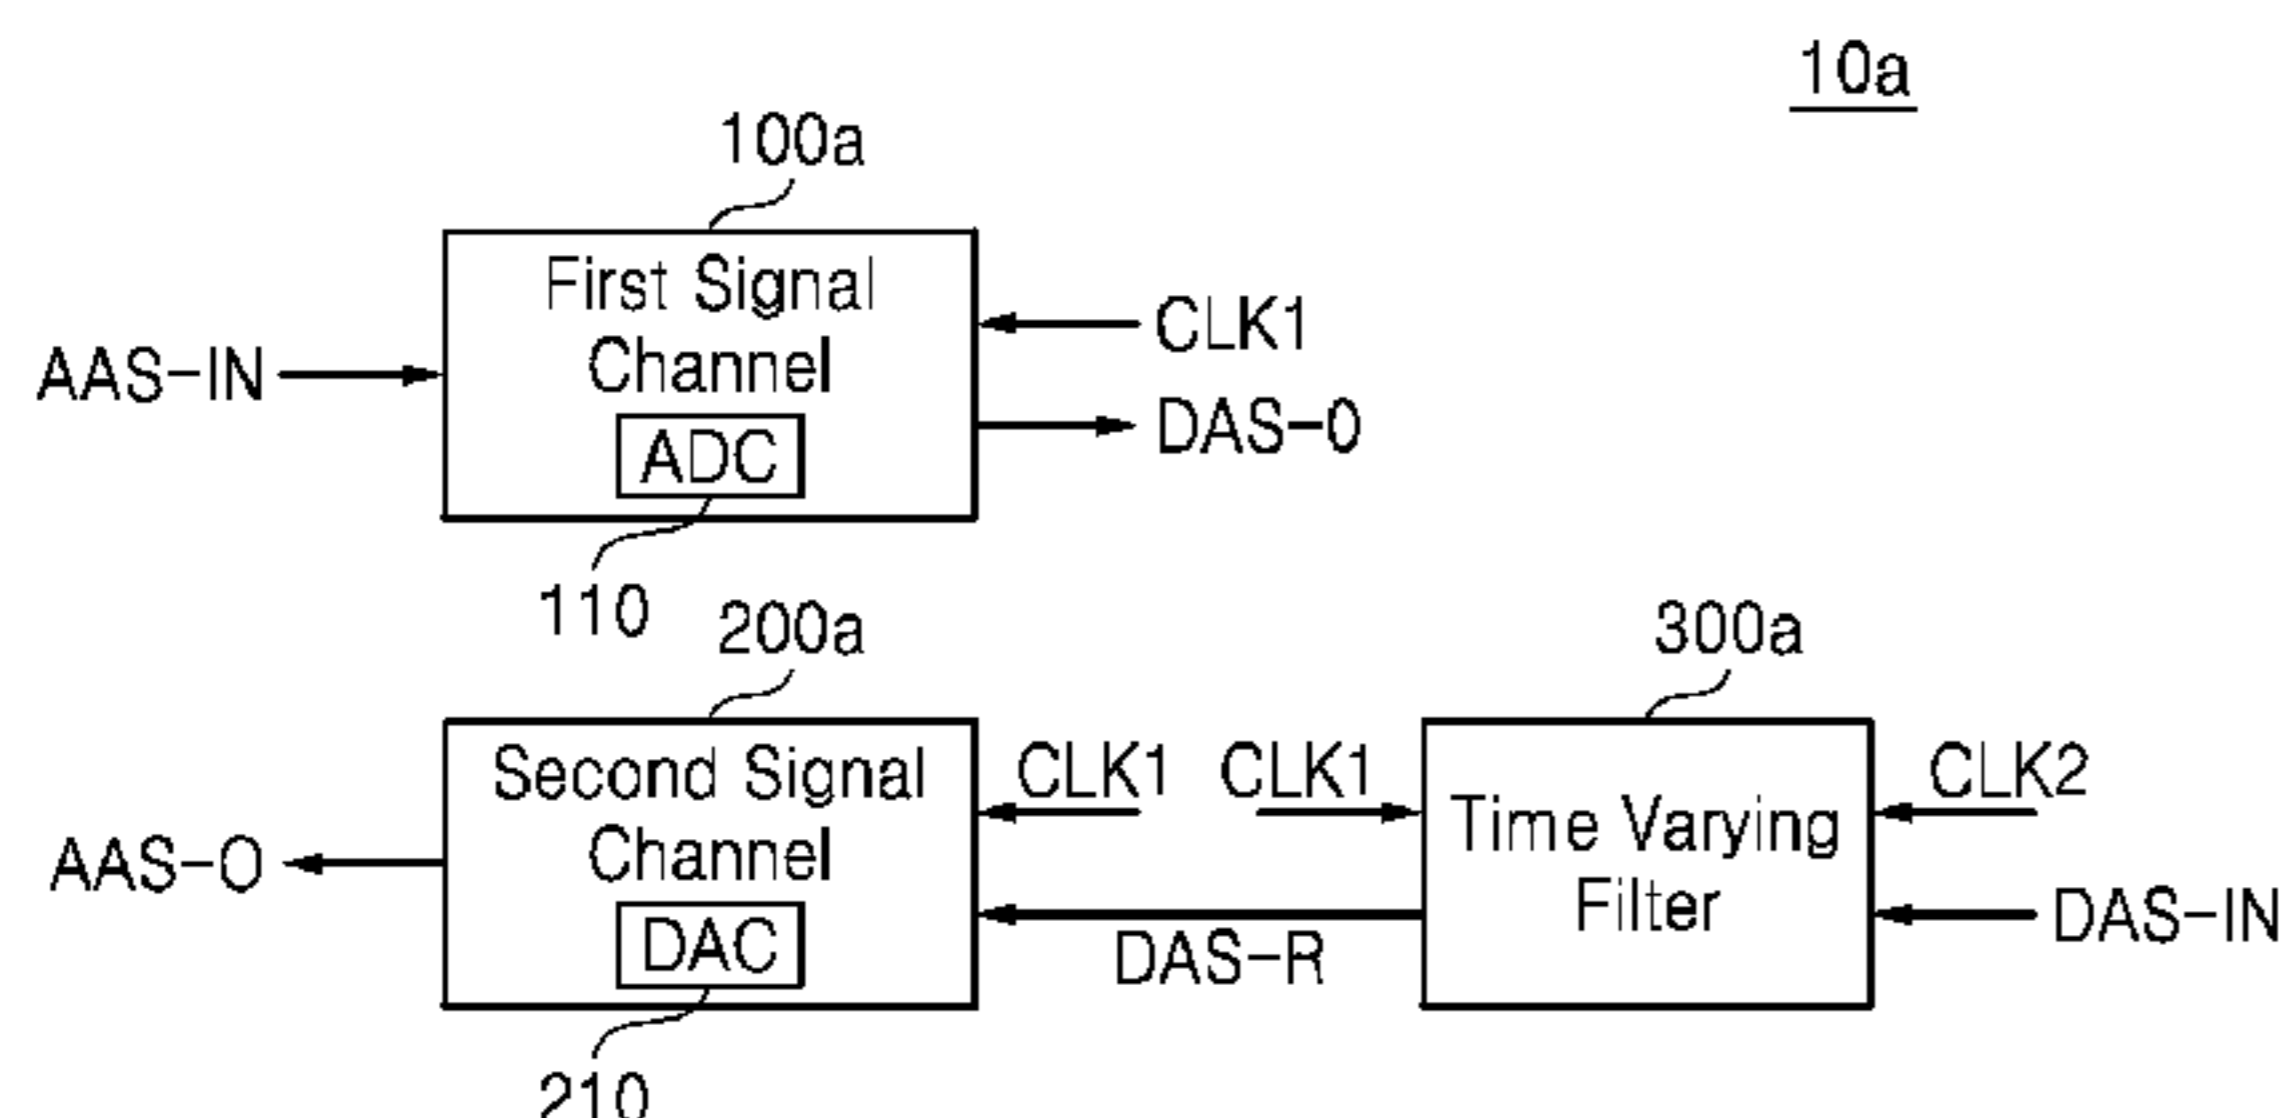 10a
100a
First Signal
Channel
ADC
AAS-IN
CLK1
DAS-0
110
200a
300a
Second Signal
Channel
DAC
AAS-O
CLK1
CLK1
DAS-R
Time Varying
Filter
CLK2
DAS-IN
210